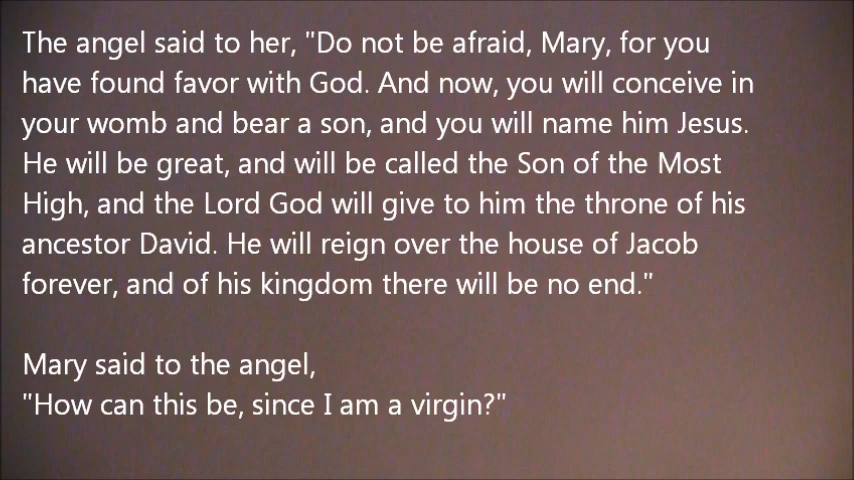 The angel said to her, "Do not be afraid, Mary, for you
have found favor with God. And now, you will conceive in
your womb and bear a son, and you will name him Jesus.
He will be great, and will be called the Son of the Most
High, and the Lord God will give to him the throne of his
ancestor David. He will reign over the house of Jacob
forever, and of his kingdom there will be no end."
Mary said to the angel,
"How can this be, since I am a virgin?"